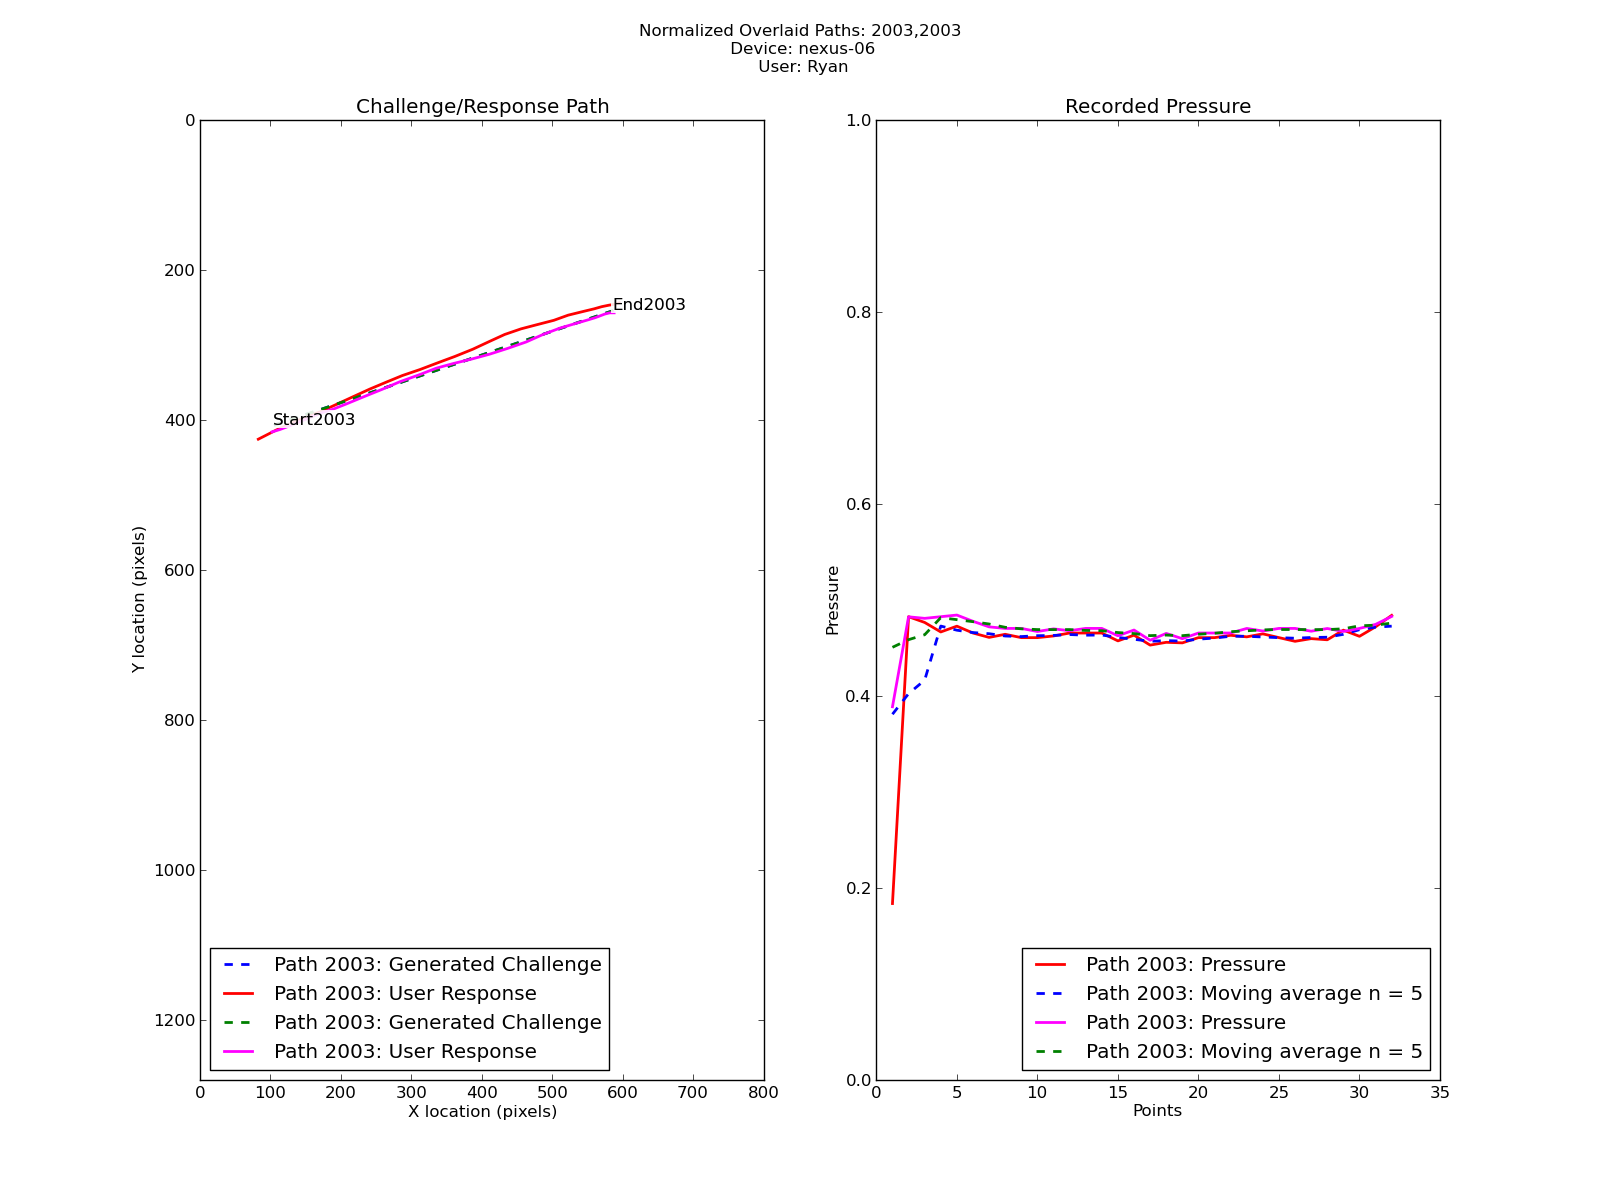 Normalized Overlaid Paths: 2003,2003
Device: nexus-06
User: Ryan
Challenge/Response Path
0
200
400
600
800
1000
1200
Y location (pixels)
End2003
Start2003
Path 2003: Generated Challenge
Path 2003: User Response
Path 2003: Generated Challenge
Path 2003: User Response
0 100 200 300 400 500 600 700 800
X location (pixels)
Recorded Pressure
1.0
0.8
0.6
0.4
0.2
0.0
Pressure
Path 2003: Pressure
Path 2003: Moving average n = 5
Path 2003: Pressure
Path 2003: Moving average n = 5
0 5 10 15 20 25 30 35
Points